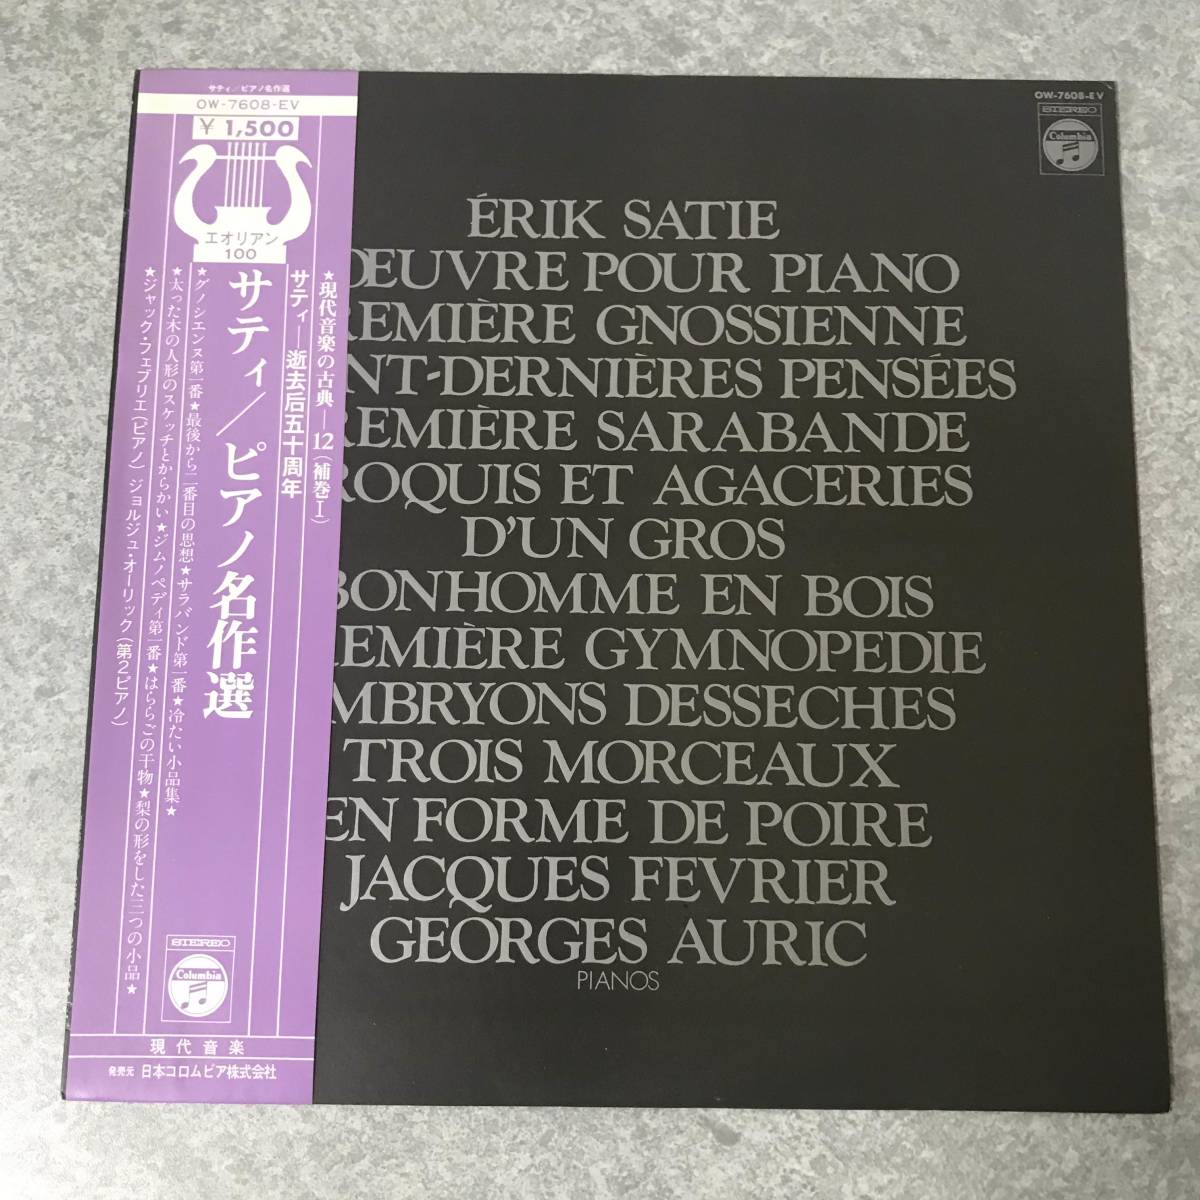 サティ／ピアノ名作選
OW-7608-EV
¥1,500
エオリアン
100
★現代音楽の古典—12(補巻I)
サティ—逝去后五十周年
サティ／ピアノ名作選
★グノシエンヌ第一番★最後から二番目の思想★サラバンド第一番★冷たい小品集★
★太った木の人形のスケッチとからかい★ジムノペディ第一番★はららごの干物★梨の形をした三つの小品★
★ジャック・フェブリエ(ピアノ) ジョルジュ・オーリック(第2ピアノ)
STEREO
Columbia
現代音楽
発売元 日本コロムビア株式会社
OW-7608-EV
STEREO
Columbia
ÉRIK SATIE
OEUVRE POUR PIANO
REMIÈRE GNOSSIENNE
NT-DERNIÈRES PENSÉES
REMIÈRE SARABANDE
ROQUIS ET AGACERIES
D'UN GROS
BONHOMME EN BOIS
REMIÈRE GYMNOPEDIE
MBRYONS DESSECHES
TROIS MORCEAUX
EN FORME DE POIRE
JACQUES FEVRIER
GEORGES AURIC
PIANOS